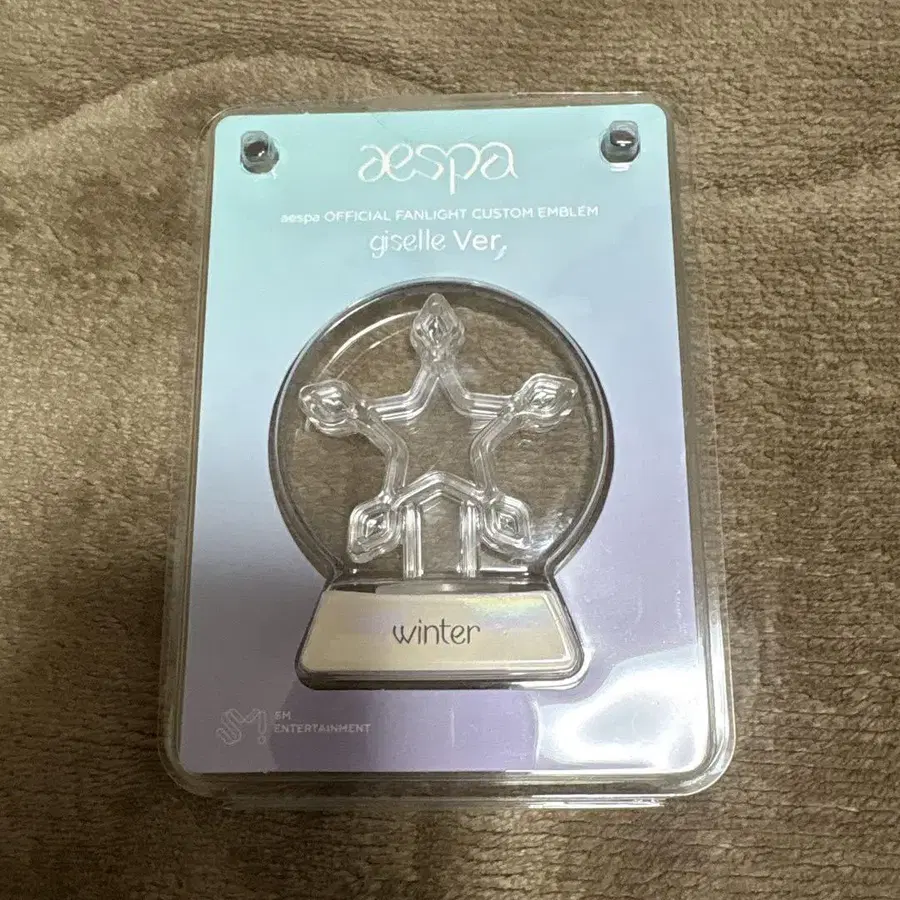 aespa
aespa OFFICIAL FANLIGHT CUSTOM EMBLEM
giselle Ver,
winter
SM
ENTERTAINMENT